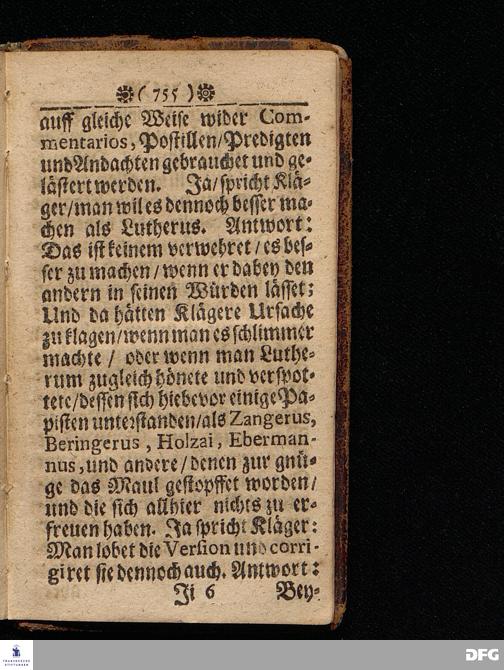 ( 755 )
auff gleiche Weise wider Com-
mentarios, Postillen/Predigten
und Andachten gebrauchet und ge-
lästert werden. Ja/spricht Klä-
ger/man wil es dennoch besser ma-
chen als Lutherus. Antwort:
Das ist keinem verwehret/es bes-
ser zu machen/wenn er dabey den
andern in seinen Würden lässet;
Und da hätten Klägere Ursache
zu klagen/wenn man es schlimmer
machte / oder wenn man Luthe-
rum zugleich hönete und verspot-
tete/dessen sich hiebevor einige Pa-
pisten unterstanden/als Zangerus,
Beringerus, Holzai, Eberman-
nus, und andere/denen zur gnü-
ge das Maul gestopffet worden/
und die sich allhier nichts zu er-
freuen haben. Ja spricht Kläger:
Man lobet die Version und corri-
giret sie dennoch auch. Antwort:
Ji 6 Bey-
FRANCKESCHE STIFTUNGEN
DFG